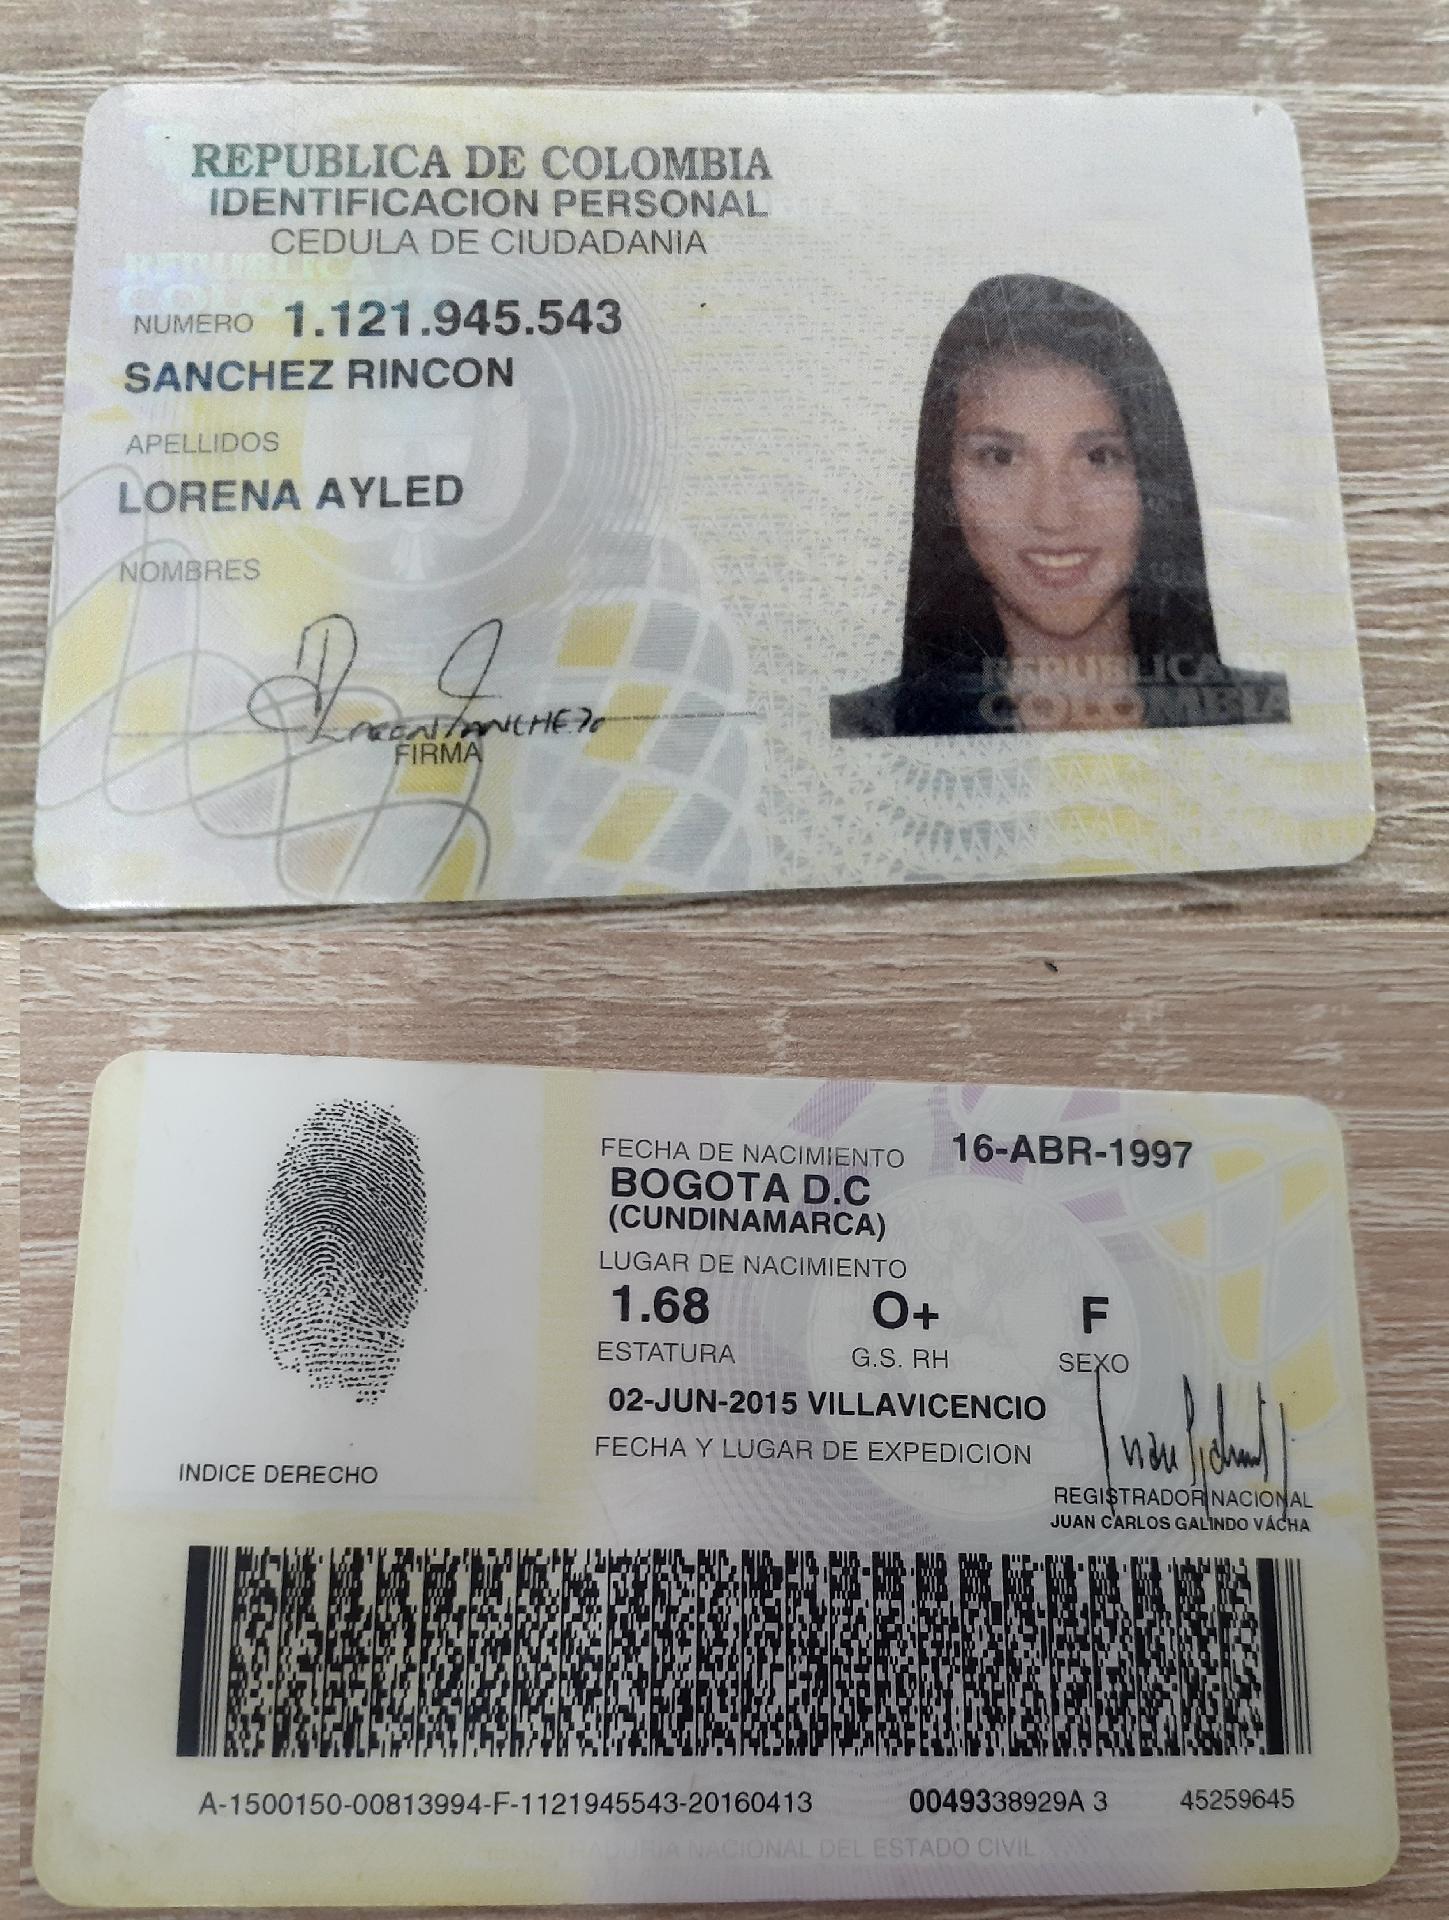 REPUBLICA DE COLOMBIA
IDENTIFICACION PERSONAL
CEDULA DE CIUDADANIA
NUMERO 1.121.945.543
SANCHEZ RINCON
APELLIDOS
LORENA AYLED
NOMBRES
FIRMA
REPUBLICA DE
COLOMBIA
FECHA DE NACIMIENTO 16-ABR-1997
BOGOTA D.C
(CUNDINAMARCA)
LUGAR DE NACIMIENTO
1.68 O+ F
ESTATURA G.S. RH SEXO
02-JUN-2015 VILLAVICENCIO
FECHA Y LUGAR DE EXPEDICION
INDICE DERECHO
REGISTRADOR NACIONAL
JUAN CARLOS GALINDO VÁCHA
A-1500150-00813994-F-1121945543-20160413 0049338929A 3 45259645
NACIONAL DEL ESTADO CIVIL